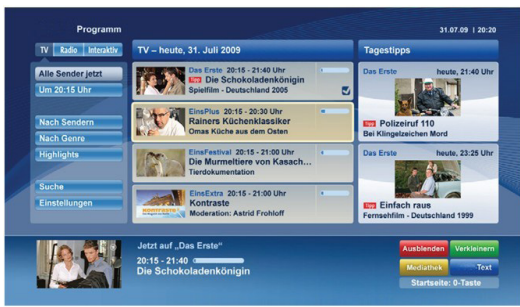 Programm
31.07.09 | 20:20
TV Radio Interaktiv
TV – heute, 31. Juli 2009
Tagestipps
Alle Sender jetzt
Um 20:15 Uhr
Nach Sendern
Nach Genre
Highlights
Suche
Einstellungen
Das Erste 20:15 - 21:40 Uhr
Tipp Die Schokoladenkönigin
Spielfilm - Deutschland 2005
EinsPlus 20:15 - 20:30 Uhr
Rainers Küchenklassiker
Omas Küche aus dem Osten
EinsFestival 20:15 - 21:00 Uhr
Die Murmeltiere von Kasach...
Tierdokumentation
EinsExtra 20:15 - 21:00 Uhr
Kontraste
Moderation: Astrid Frohloff
KONTRASTE
Das Erste heute, 21:40 Uhr
Tipp Polizeiruf 110
Bei Klingelzeichen Mord
Das Erste heute, 23:25 Uhr
Tipp Einfach raus
Fernsehfilm - Deutschland 1999
Jetzt auf „Das Erste“
20:15 - 21:40
Die Schokoladenkönigin
Ausblenden Verkleinern
Mediathek Text
Startseite: 0-Taste